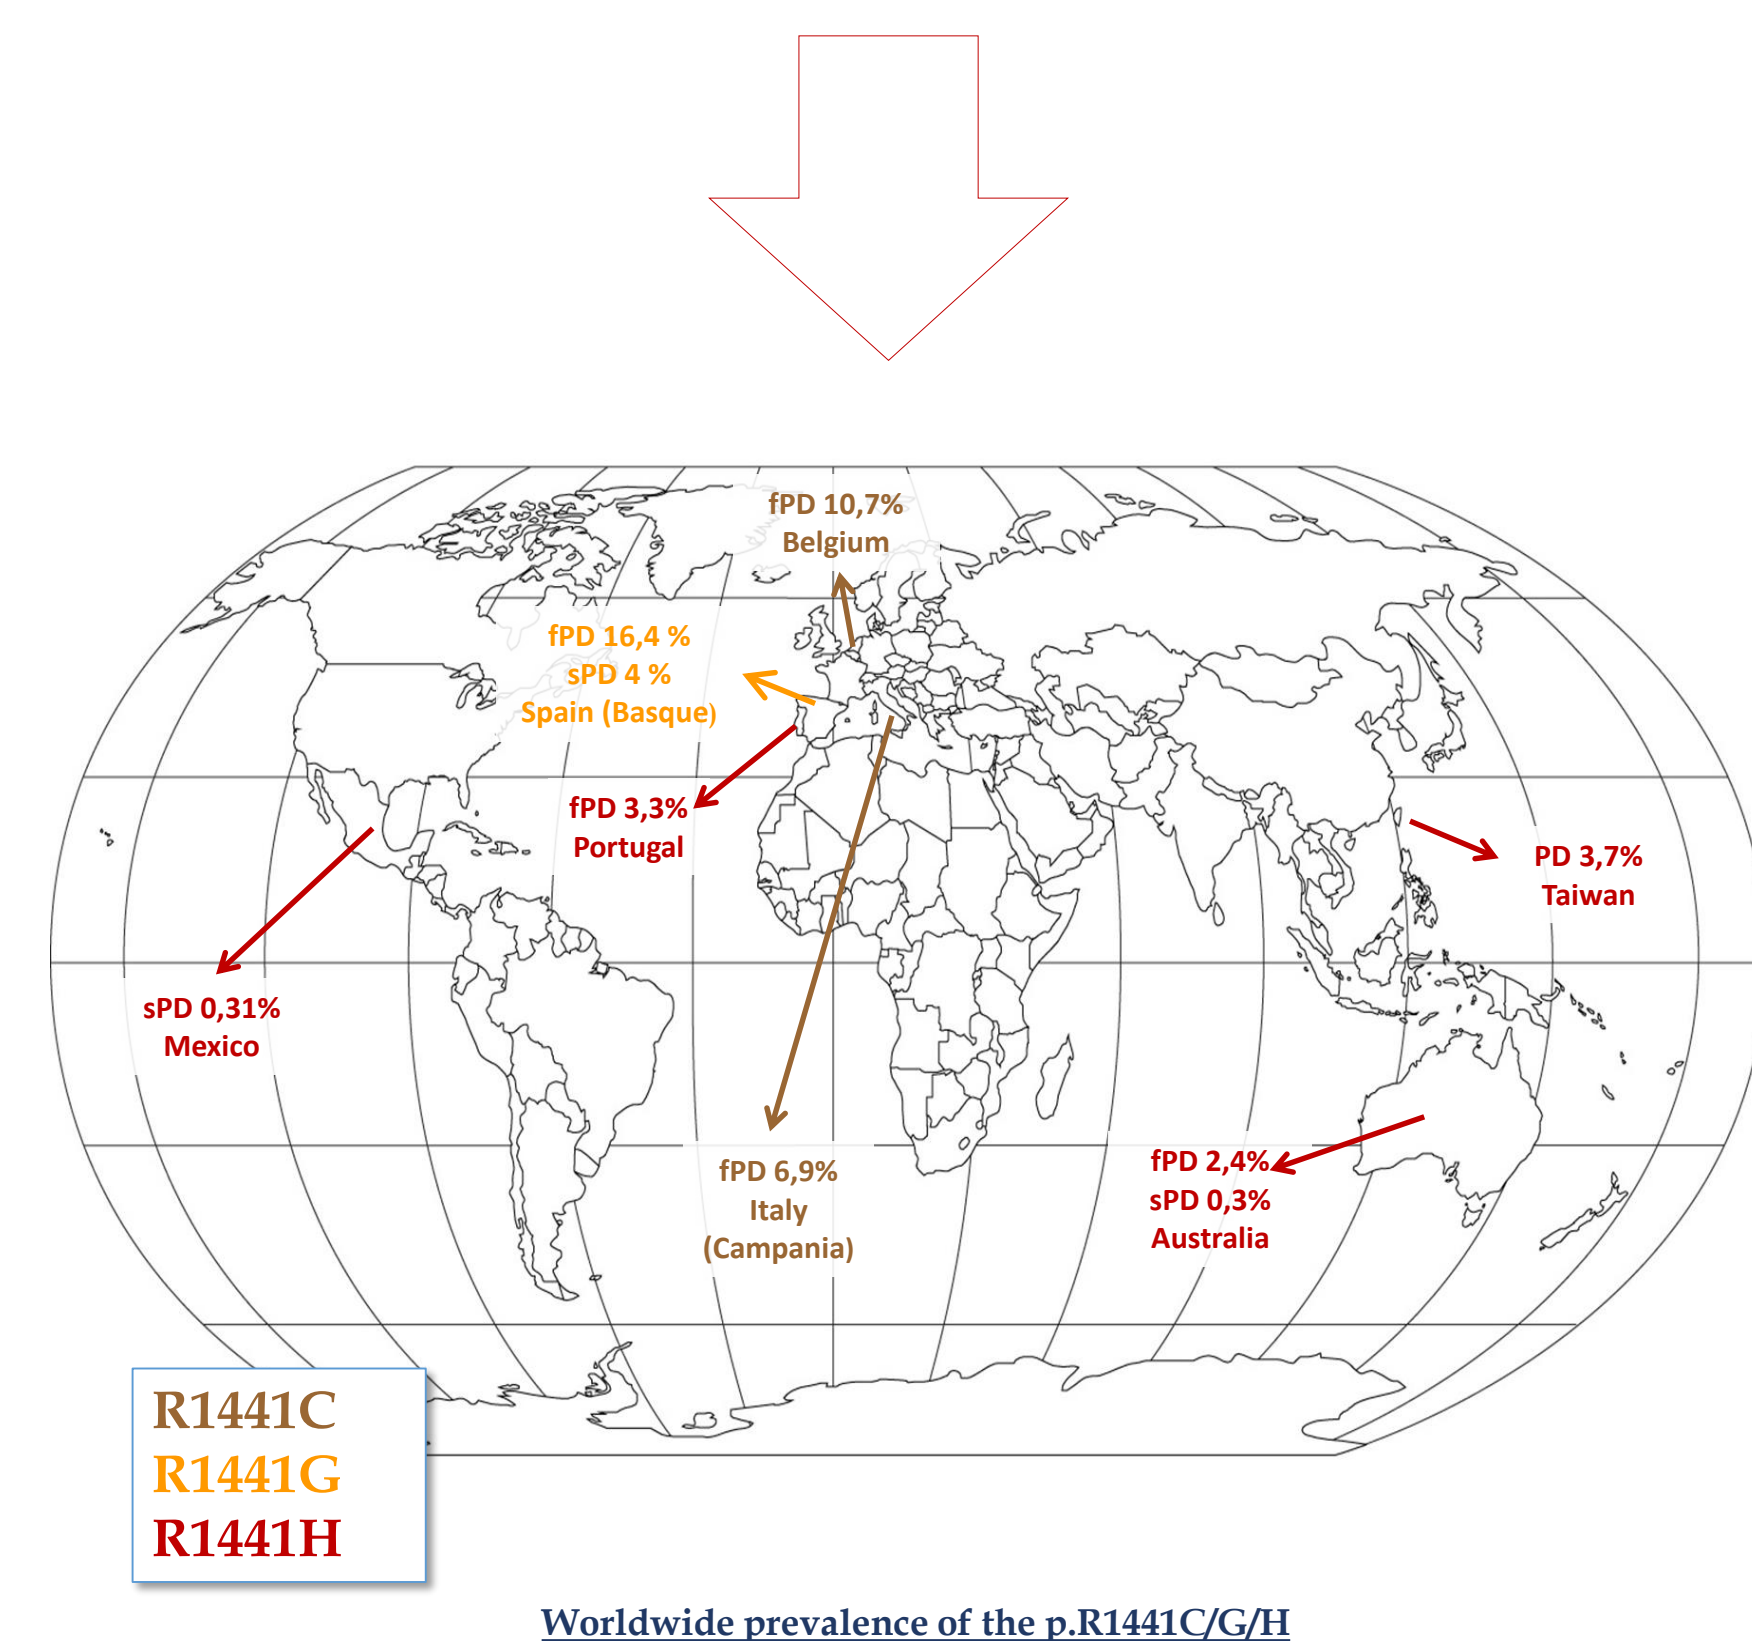 fPD 10,7%
Belgium
fPD 16,4 %
sPD 4 %
Spain (Basque)
fPD 3,3%
Portugal
PD 3,7%
Taiwan
sPD 0,31%
Mexico
fPD 6,9%
Italy
(Campania)
fPD 2,4%
sPD 0,3%
Australia
R1441C
R1441G
R1441H
Worldwide prevalence of the p.R1441C/G/H